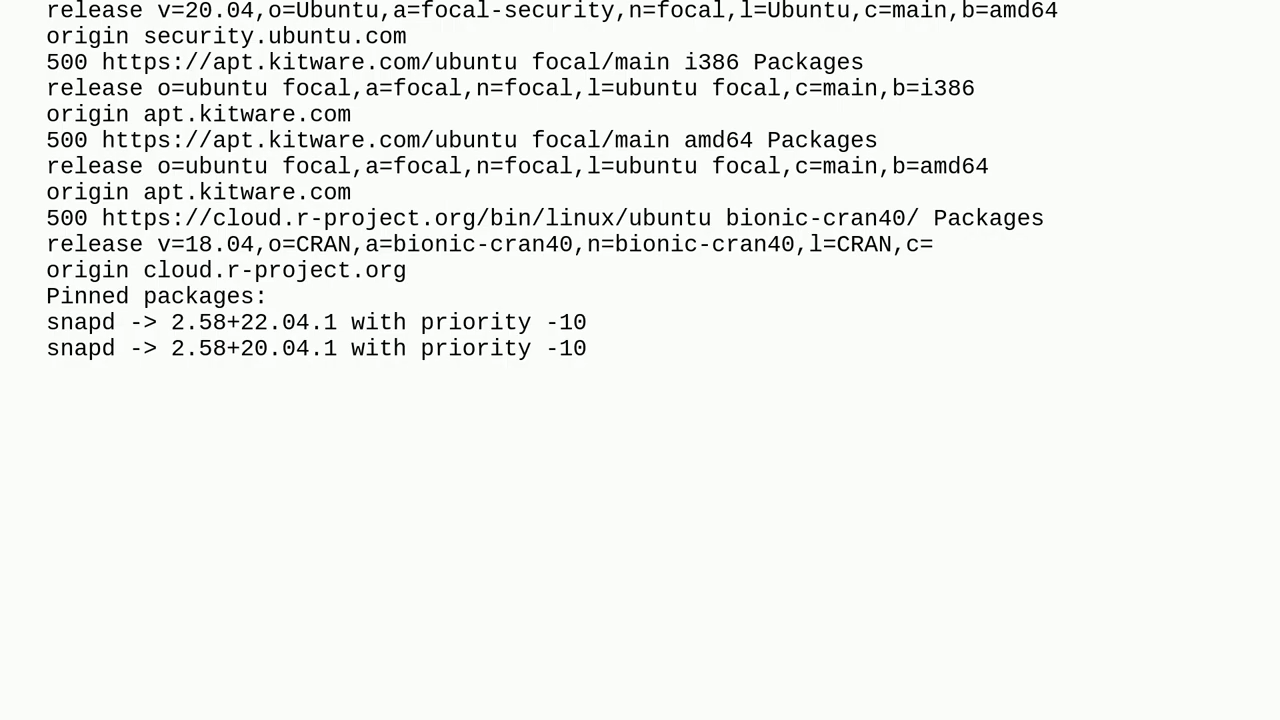 release v=20.04,o=Ubuntu,a=focal-security,n=focal,l=Ubuntu,c=main,b=amd64
origin security.ubuntu.com
500 https://apt.kitware.com/ubuntu focal/main i386 Packages
release o=ubuntu focal,a=focal,n=focal,l=ubuntu focal,c=main,b=i386
origin apt.kitware.com
500 https://apt.kitware.com/ubuntu focal/main amd64 Packages
release o=ubuntu focal,a=focal,n=focal,l=ubuntu focal,c=main,b=amd64
origin apt.kitware.com
500 https://cloud.r-project.org/bin/linux/ubuntu bionic-cran40/ Packages
release v=18.04,o=CRAN,a=bionic-cran40,n=bionic-cran40,l=CRAN,c=
origin cloud.r-project.org
Pinned packages:
snapd -> 2.58+22.04.1 with priority -10
snapd -> 2.58+20.04.1 with priority -10